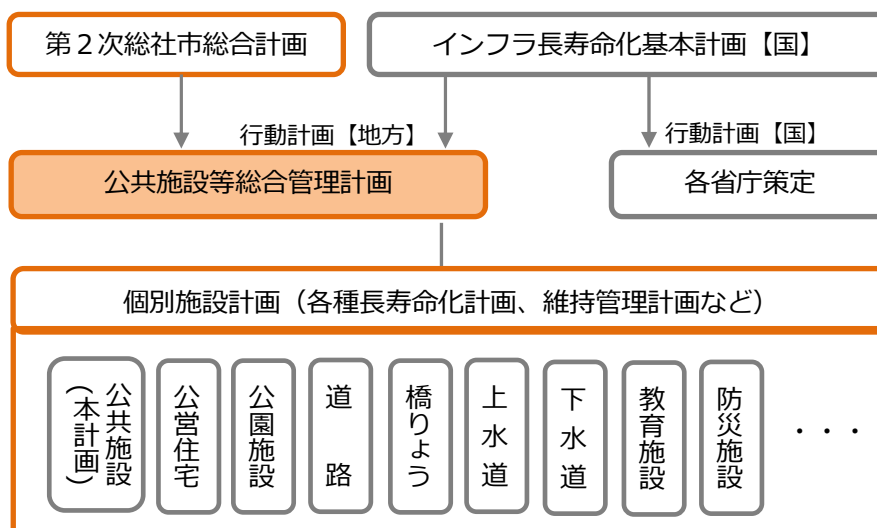 第２次総社市総合計画
インフラ長寿命化基本計画【国】
行動計画【地方】
行動計画【国】
公共施設等総合管理計画
各省庁策定
個別施設計画（各種長寿命化計画、維持管理計画など）
公共施設
（本計画）
公営住宅
公園施設
道路
橋りょう
上水道
下水道
教育施設
防災施設
・・・